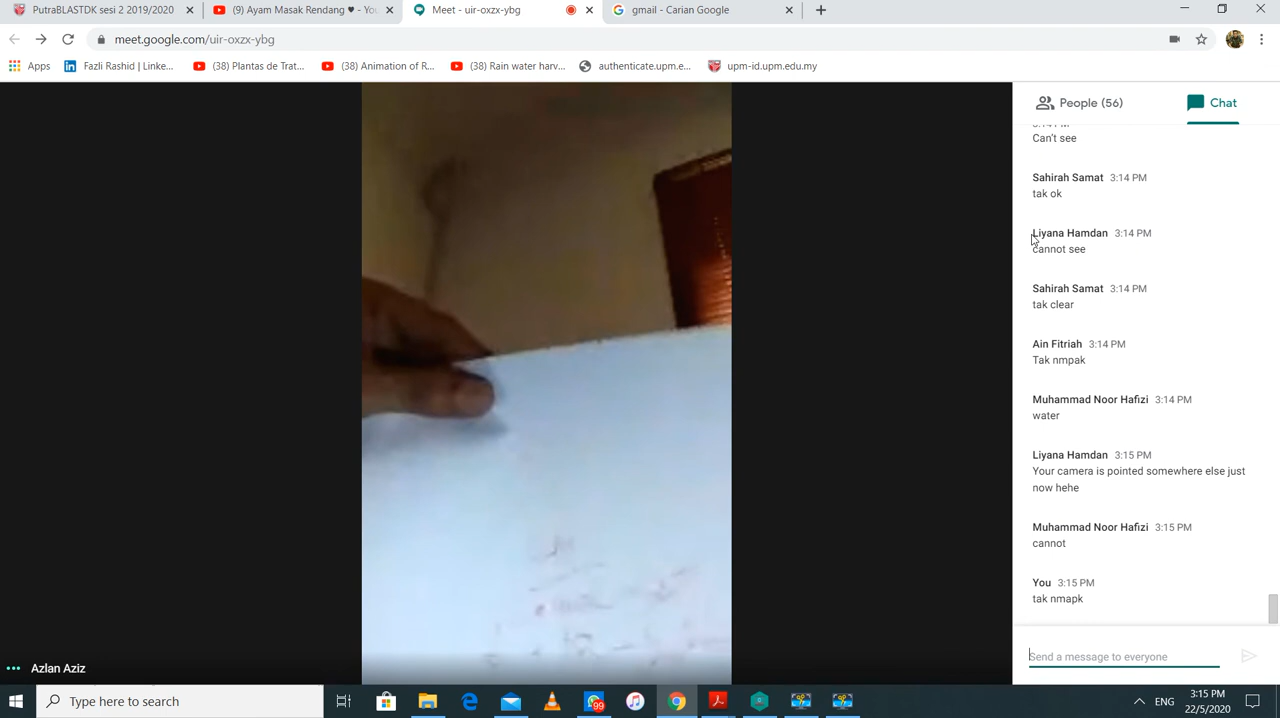 PutraBLASTDK sesi 2 2019/2020
(9) Ayam Masak Rendang ♥ - You
Meet - uir-oxzx-ybg
gmail - Carian Google
meet.google.com/uir-oxzx-ybg
Apps
Fazli Rashid | Linke...
(38) Plantas de Trat...
(38) Animation of R...
(38) Rain water harv...
authenticate.upm.e...
upm-id.upm.edu.my
People (56)
Chat
3:14 PM
Can't see
Sahirah Samat 3:14 PM
tak ok
Liyana Hamdan 3:14 PM
cannot see
Sahirah Samat 3:14 PM
tak clear
Ain Fitriah 3:14 PM
Tak nmpak
Muhammad Noor Hafizi 3:14 PM
water
Liyana Hamdan 3:15 PM
Your camera is pointed somewhere else just
now hehe
Muhammad Noor Hafizi 3:15 PM
cannot
You 3:15 PM
tak nmapk
Send a message to everyone
Azlan Aziz
Type here to search
99
ENG
3:15 PM
22/5/2020